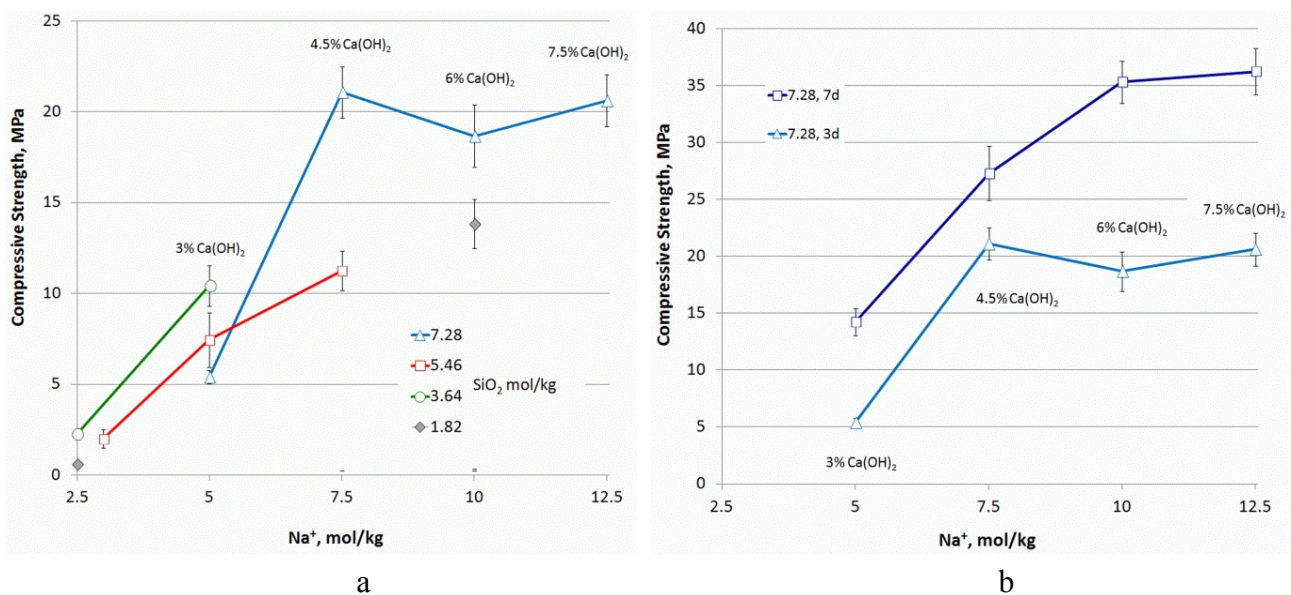 25
20
15
10
5
0
2.5
5
7.5
10
12.5
Compressive Strength, MPa
Na⁺, mol/kg
3% Ca(OH)₂
4.5% Ca(OH)₂
6% Ca(OH)₂
7.5% Ca(OH)₂
7.28
5.46
3.64
1.82
SiO₂ mol/kg
a
40
35
30
25
20
15
10
5
0
2.5
5
7.5
10
12.5
Compressive Strength, MPa
Na⁺, mol/kg
7.28, 7d
7.28, 3d
3% Ca(OH)₂
4.5% Ca(OH)₂
6% Ca(OH)₂
7.5% Ca(OH)₂
b